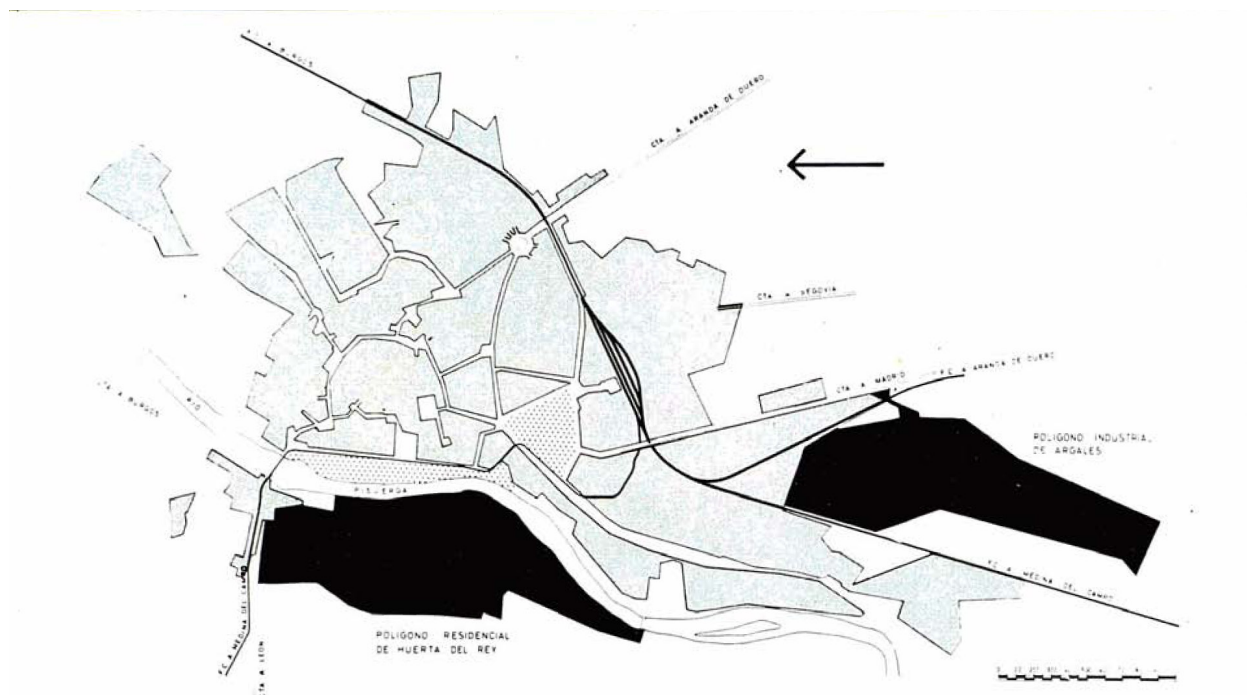 A BURGOS
CTA. A ARANDA DE DUERO
CTA. A SEGOVIA
CTA. A MADRID
F.C. A ARANDA DE DUERO
CTA. A BURGOS
RIO
PISUERGA
POLIGONO INDUSTRIAL
DE ARGALES
F.C. A MEDINA DEL CAMPO
POLIGONO RESIDENCIAL
DE HUERTA DEL REY
F.C. A MEDINA DEL CAMPO
CTA. A LEON